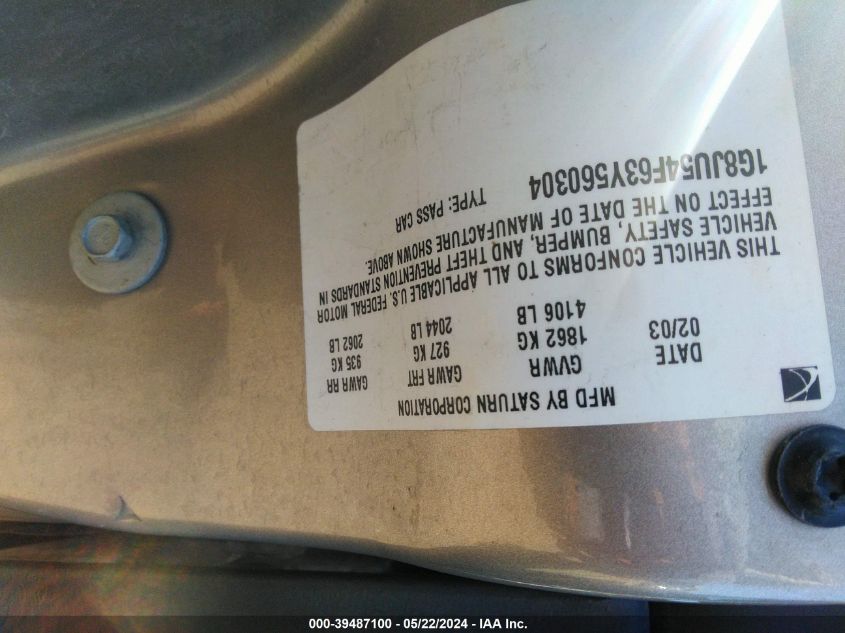 MFD BY SATURN CORPORATION
DATE GVWR GAWR FRT GAWR RR
02/03 1862 KG 927 KG 935 KG
4106 LB 2044 LB 2062 LB
THIS VEHICLE CONFORMS TO ALL APPLICABLE U.S. FEDERAL MOTOR
VEHICLE SAFETY, BUMPER, AND THEFT PREVENTION STANDARDS IN
EFFECT ON THE DATE OF MANUFACTURE SHOWN ABOVE.
1G8JU54F63Y560304 TYPE: PASS CAR
000-39487100 - 05/22/2024 - IAA Inc.